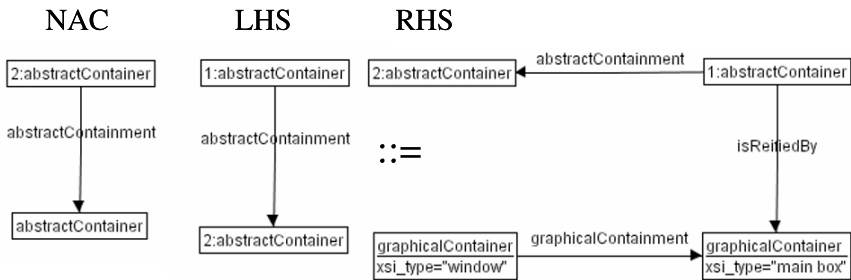 NAC LHS RHS
abstractContainment
2:abstractContainer 1:abstractContainer 2:abstractContainer 1:abstractContainer
abstractContainment abstractContainment ::= isReifiedBy
abstractContainer 2:abstractContainer graphicalContainer graphicalContainment graphicalContainer
xsi_type="window" xsi_type="main box"